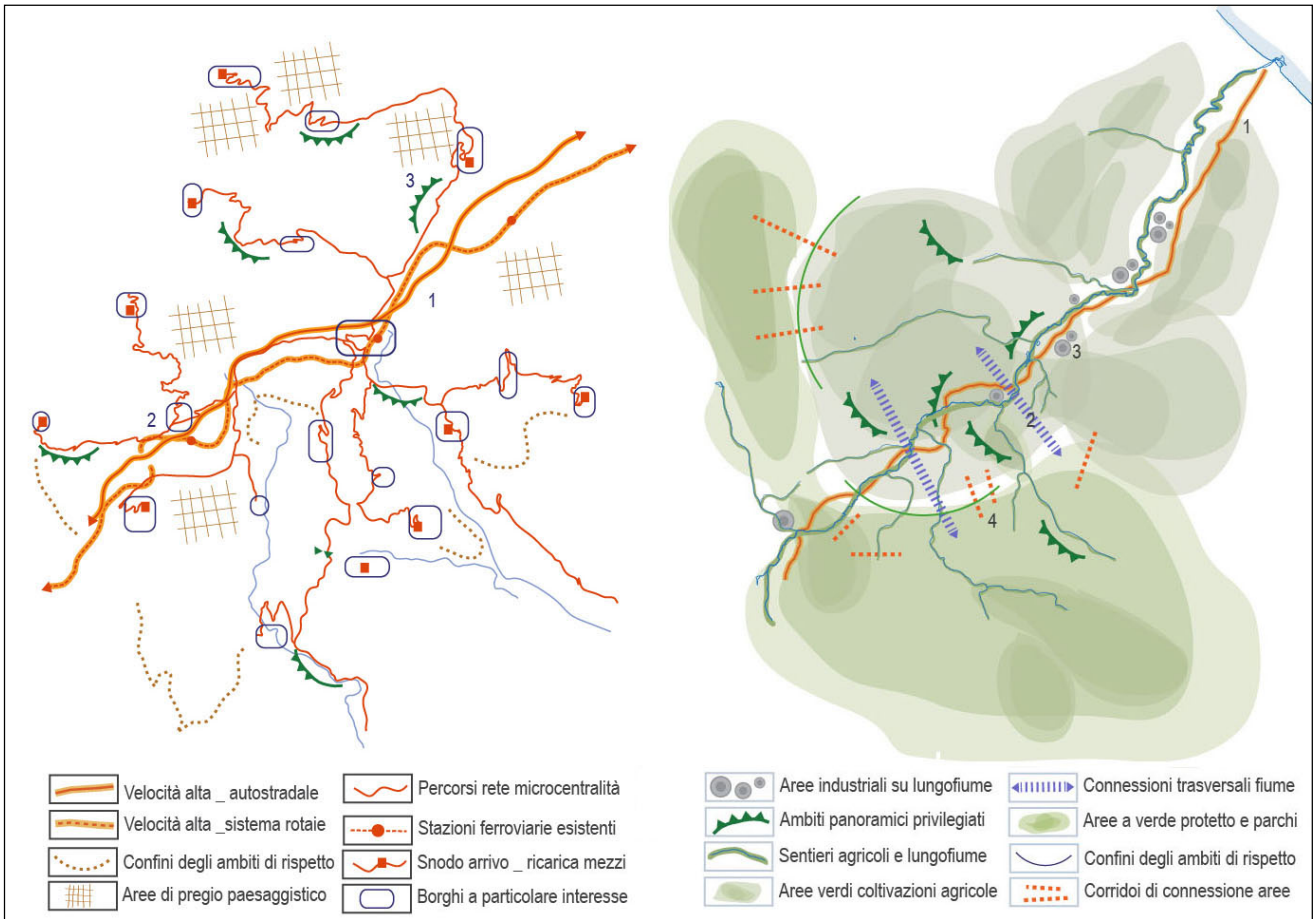 3
1
2
1
3
2
4
Velocità alta _ autostradale
Velocità alta _sistema rotaie
Confini degli ambiti di rispetto
Aree di pregio paesaggistico
Percorsi rete microcentralità
Stazioni ferroviarie esistenti
Snodo arrivo _ ricarica mezzi
Borghi a particolare interesse
Aree industriali su lungofiume
Ambiti panoramici privilegiati
Sentieri agricoli e lungofiume
Aree verdi coltivazioni agricole
Connessioni trasversali fiume
Aree a verde protetto e parchi
Confini degli ambiti di rispetto
Corridoi di connessione aree